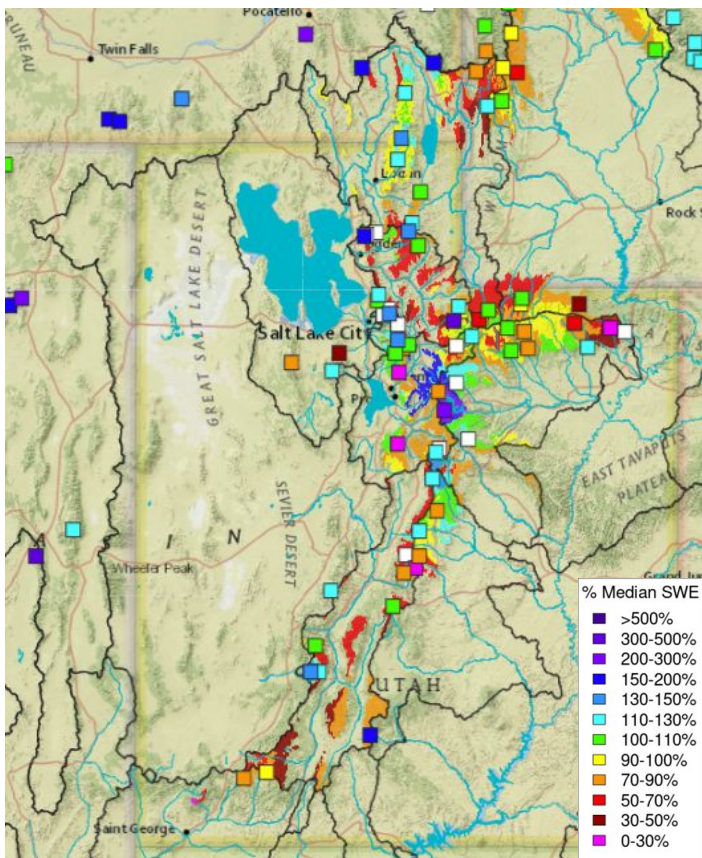 Pocatello
RUNEAU
Twin Falls
Logan
Rock S
W
GREAT SALT LAKE DESERT
Salt Lake City
A I N S
EAST TAVAPUTS
PLATEAU
SEVIER DESERT
A S I N
Wheeler Peak
Grand Ju
UTAH
Saint George
% Median SWE
>500%
300-500%
200-300%
150-200%
130-150%
110-130%
100-110%
90-100%
70-90%
50-70%
30-50%
0-30%